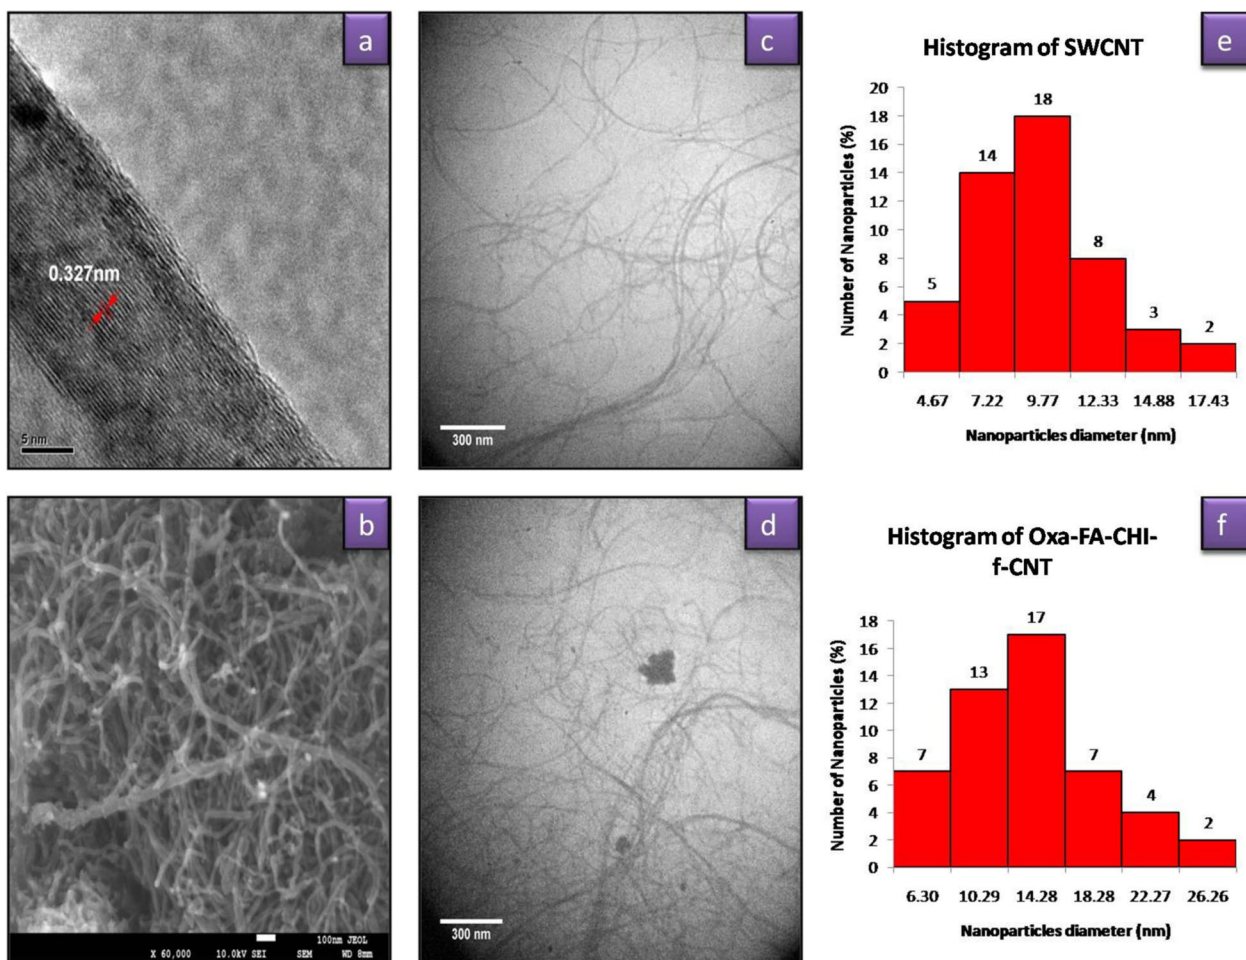 a
0.327nm
5 nm
b
100nm JEOL
X 60,000 10.0kV SEI SEM WD 8mm
c
300 nm
d
300 nm
e
Histogram of SWCNT
Number of Nanoparticles (%)
20
18
16
14
12
10
8
6
4
2
0
5
14
18
8
3
2
4.67 7.22 9.77 12.33 14.88 17.43
Nanoparticles diameter (nm)
f
Histogram of Oxa-FA-CHI-
f-CNT
Number of Nanoparticles (%)
18
16
14
12
10
8
6
4
2
0
7
13
17
7
4
2
6.30 10.29 14.28 18.28 22.27 26.26
Nanoparticles diameter (nm)